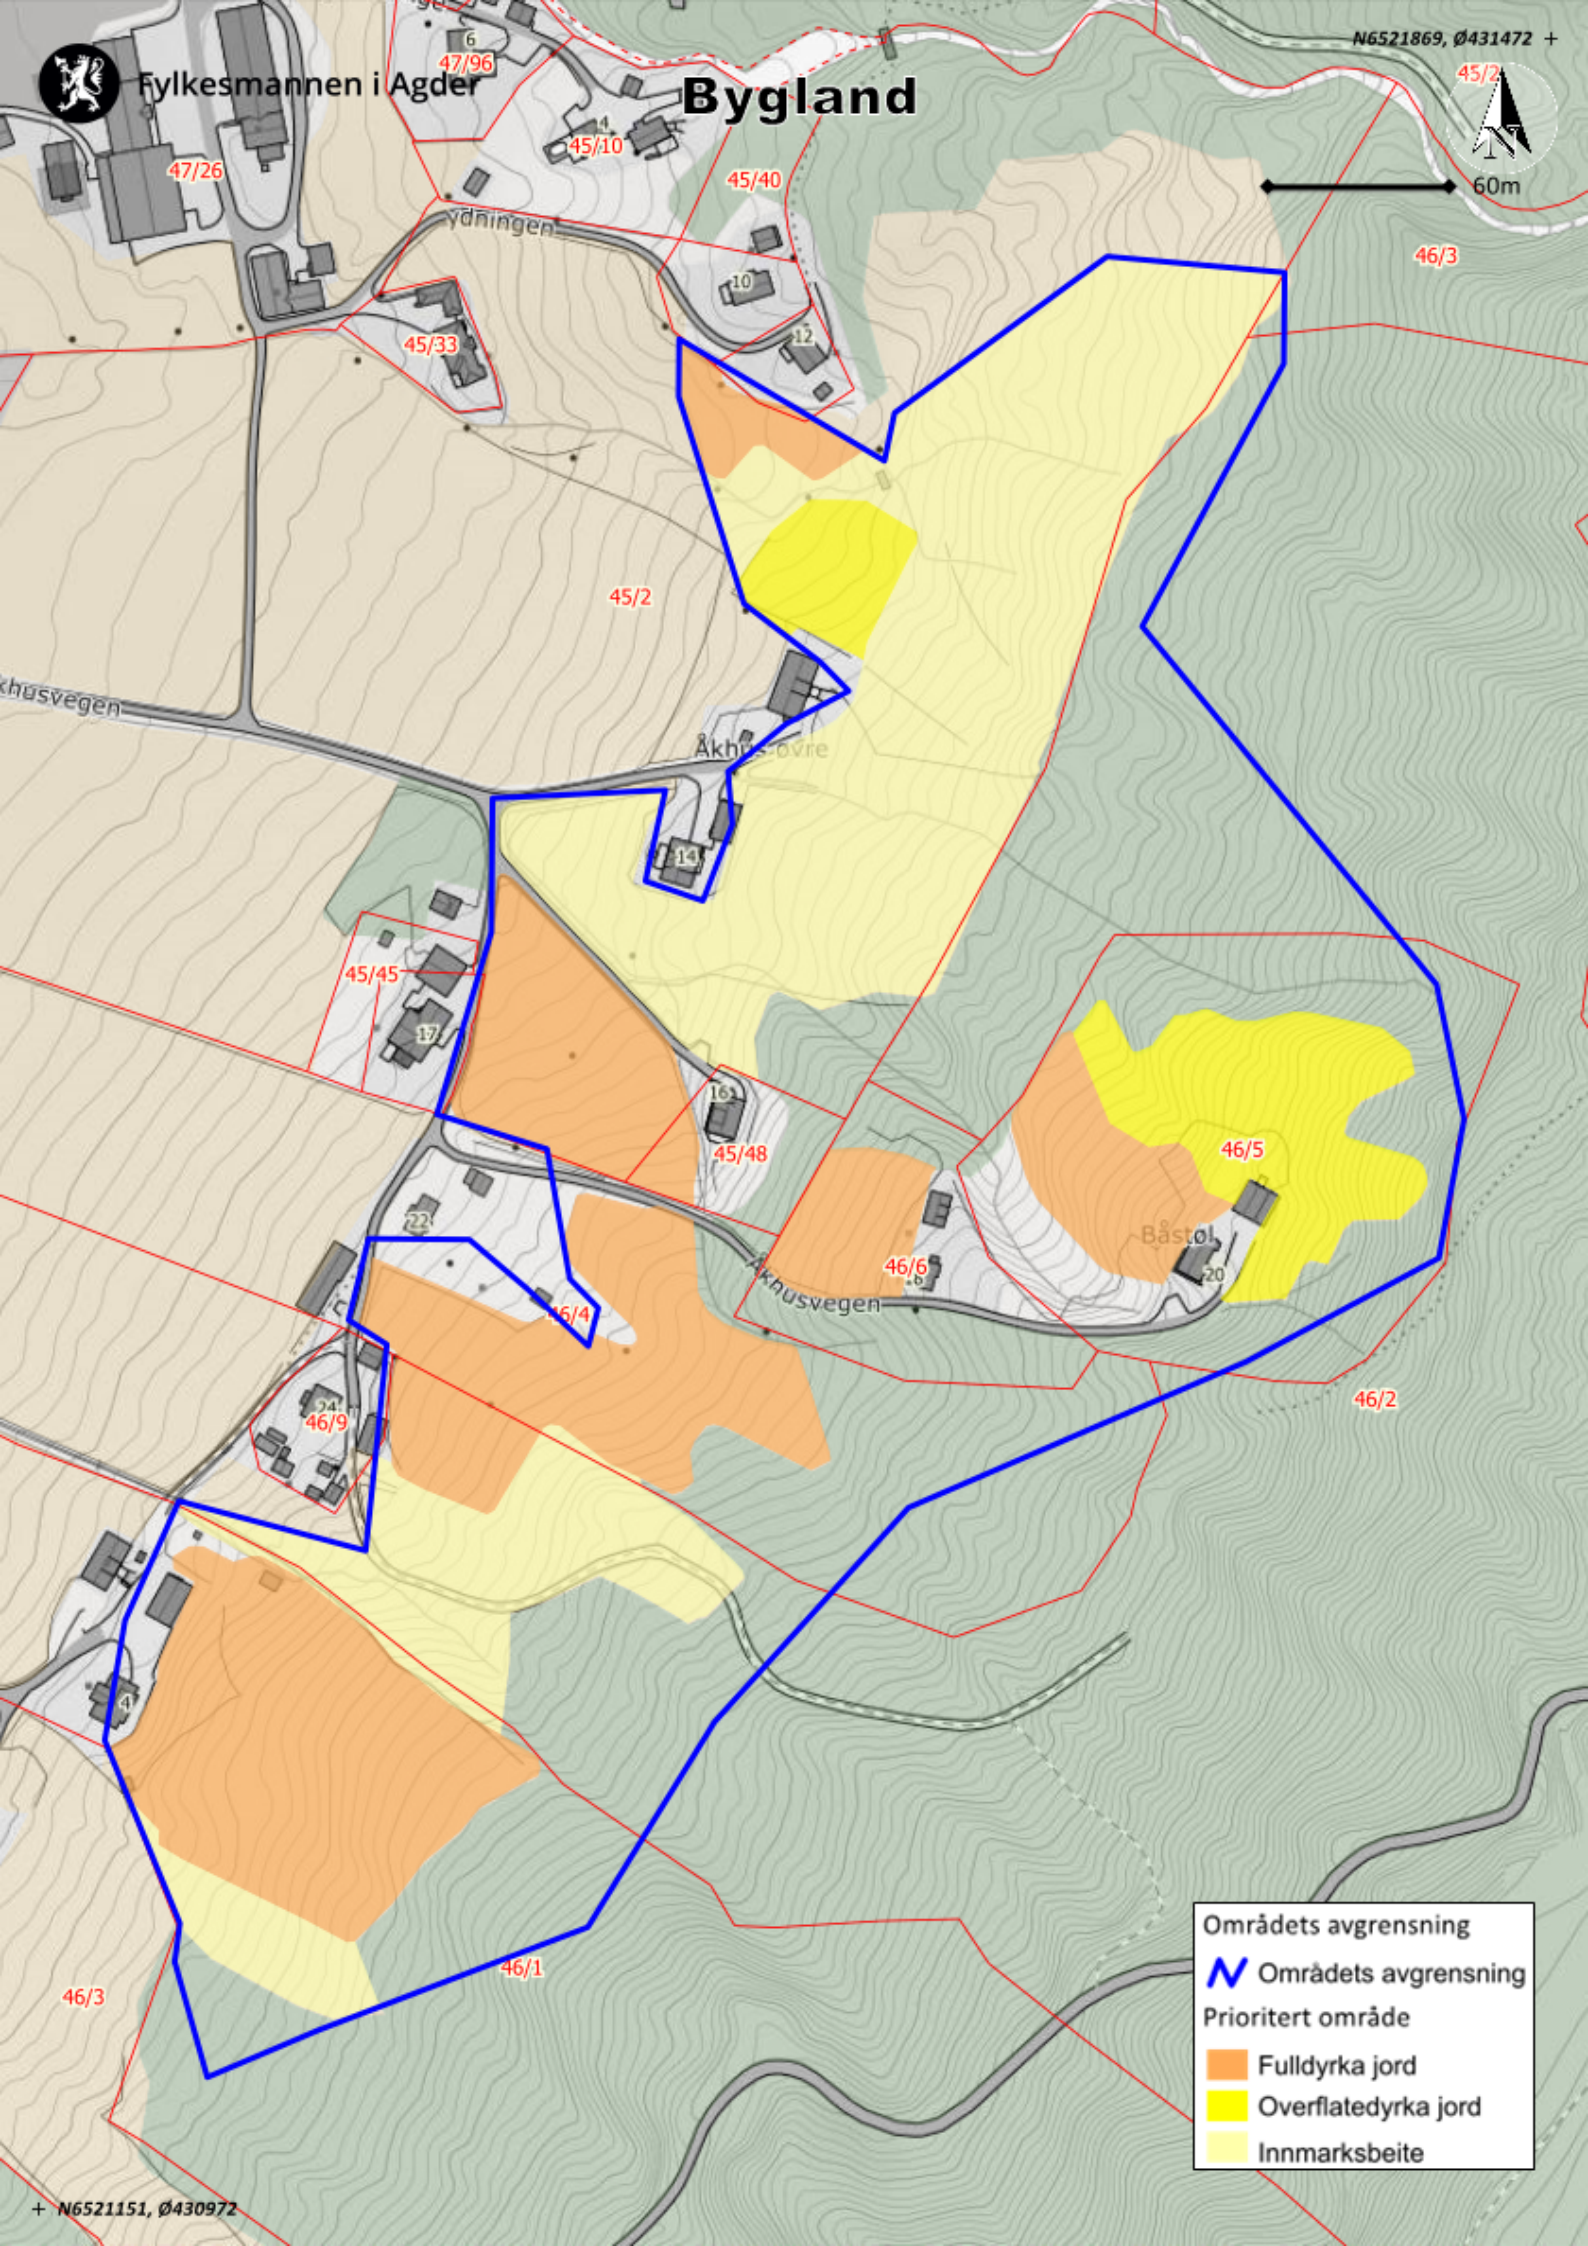 N6521869, Ø431472 +
Fylkesmannen i Agder
Bygland
6
47/96
45/2
4
45/10
47/26
45/40
60m
ydningen
46/3
10
12
45/33
45/2
khusvegen
Åkhus øvre
14
45/45
17
16
45/48
46/5
22
Båstøl
46/6
20
Åkhusvegen
46/4
46/2
24
46/9
4
46/1
46/3
Områdets avgrensning
Områdets avgrensning
Prioritert område
Fulldyrka jord
Overflatedyrka jord
Innmarksbeite
+ N6521151, Ø430972